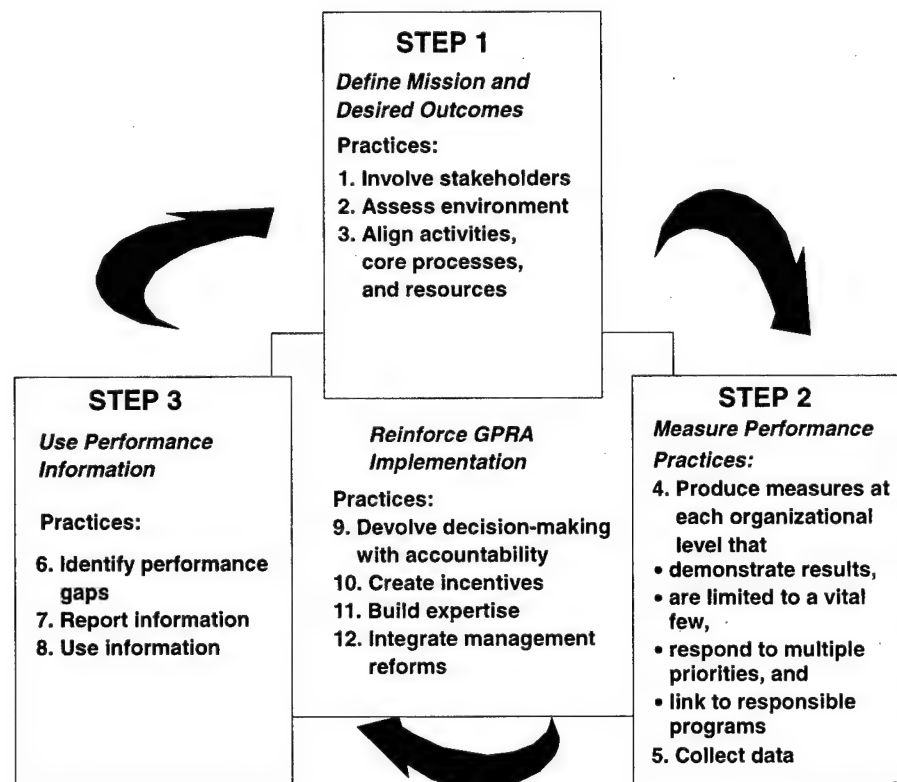 STEP 1
Define Mission and
Desired Outcomes
Practices:
1. Involve stakeholders
2. Assess environment
3. Align activities,
core processes,
and resources
STEP 3
Use Performance
Information
Practices:
6. Identify performance
gaps
7. Report information
8. Use information
Reinforce GPRA
Implementation
Practices:
9. Devolve decision-making
with accountability
10. Create incentives
11. Build expertise
12. Integrate management
reforms
STEP 2
Measure Performance
Practices:
4. Produce measures at
each organizational
level that
• demonstrate results,
• are limited to a vital
few,
• respond to multiple
priorities, and
• link to responsible
programs
5. Collect data